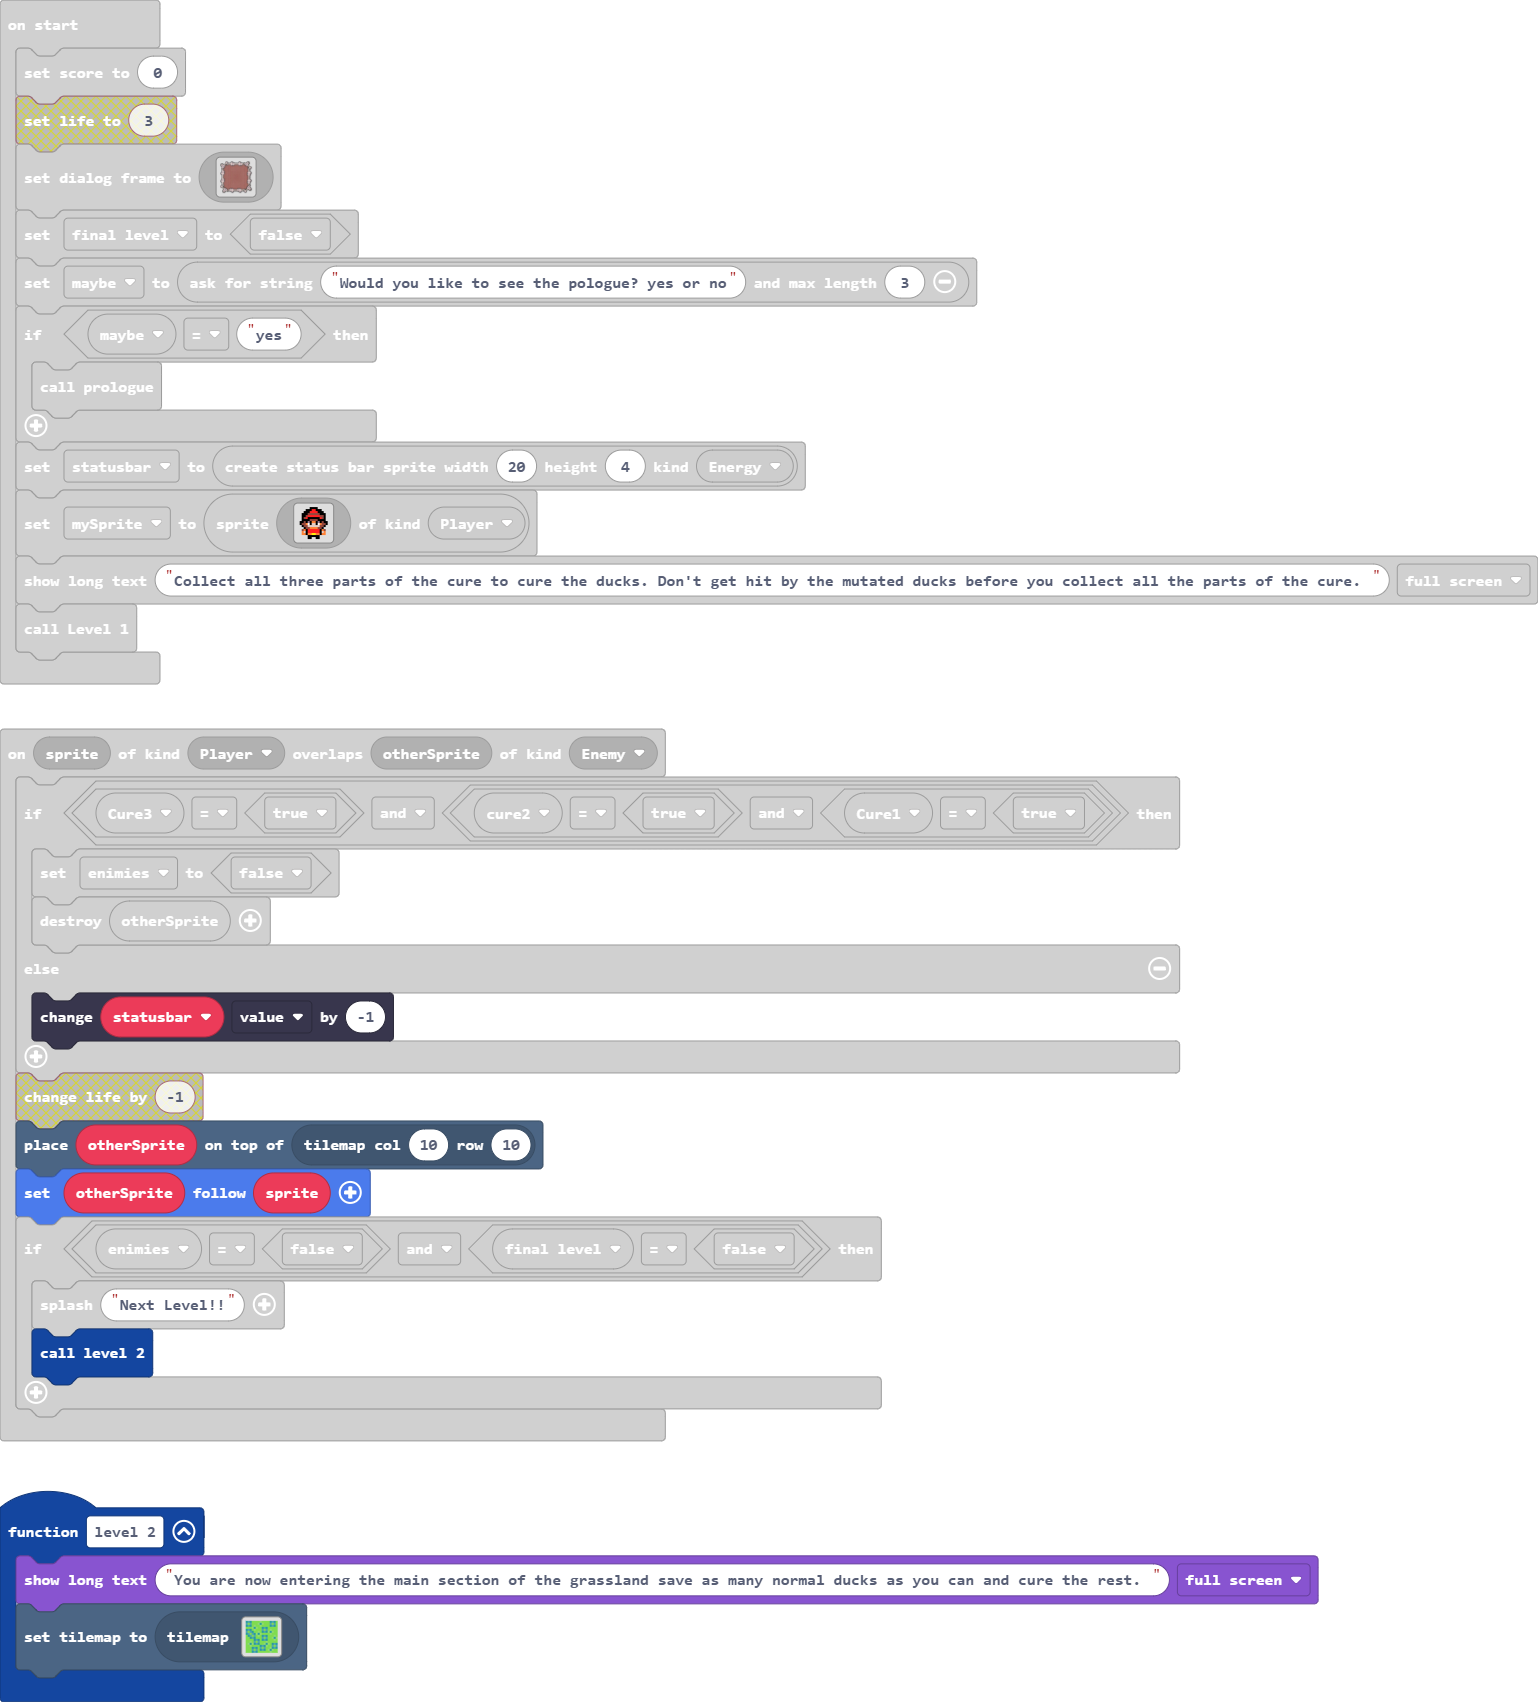 on start
set score to 0
set life to 3
set dialog frame to
set final level to false
set maybe to ask for string "Would you like to see the pologue? yes or no" and max length 3
if maybe = "yes" then
call prologue
set statusbar to create status bar sprite width 20 height 4 kind Energy
set mySprite to sprite of kind Player
show long text "Collect all three parts of the cure to cure the ducks. Don't get hit by the mutated ducks before you collect all the parts of the cure. " full screen
call Level 1
on sprite of kind Player overlaps otherSprite of kind Enemy
if Cure3 = true and cure2 = true and Cure1 = true then
set enimies to false
destroy otherSprite
else
change statusbar value by -1
change life by -1
place otherSprite on top of tilemap col 10 row 10
set otherSprite follow sprite
if enimies = false and final level = false then
splash "Next Level!!"
call level 2
function level 2
show long text "You are now entering the main section of the grassland save as many normal ducks as you can and cure the rest. " full screen
set tilemap to tilemap